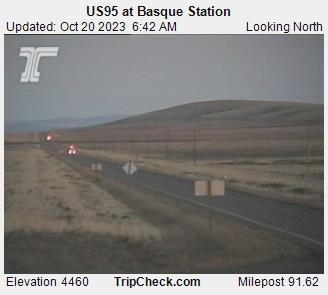 US95 at Basque Station
Updated: Oct 20 2023 6:42 AM Looking North
Elevation 4460 TripCheck.com Milepost 91.62